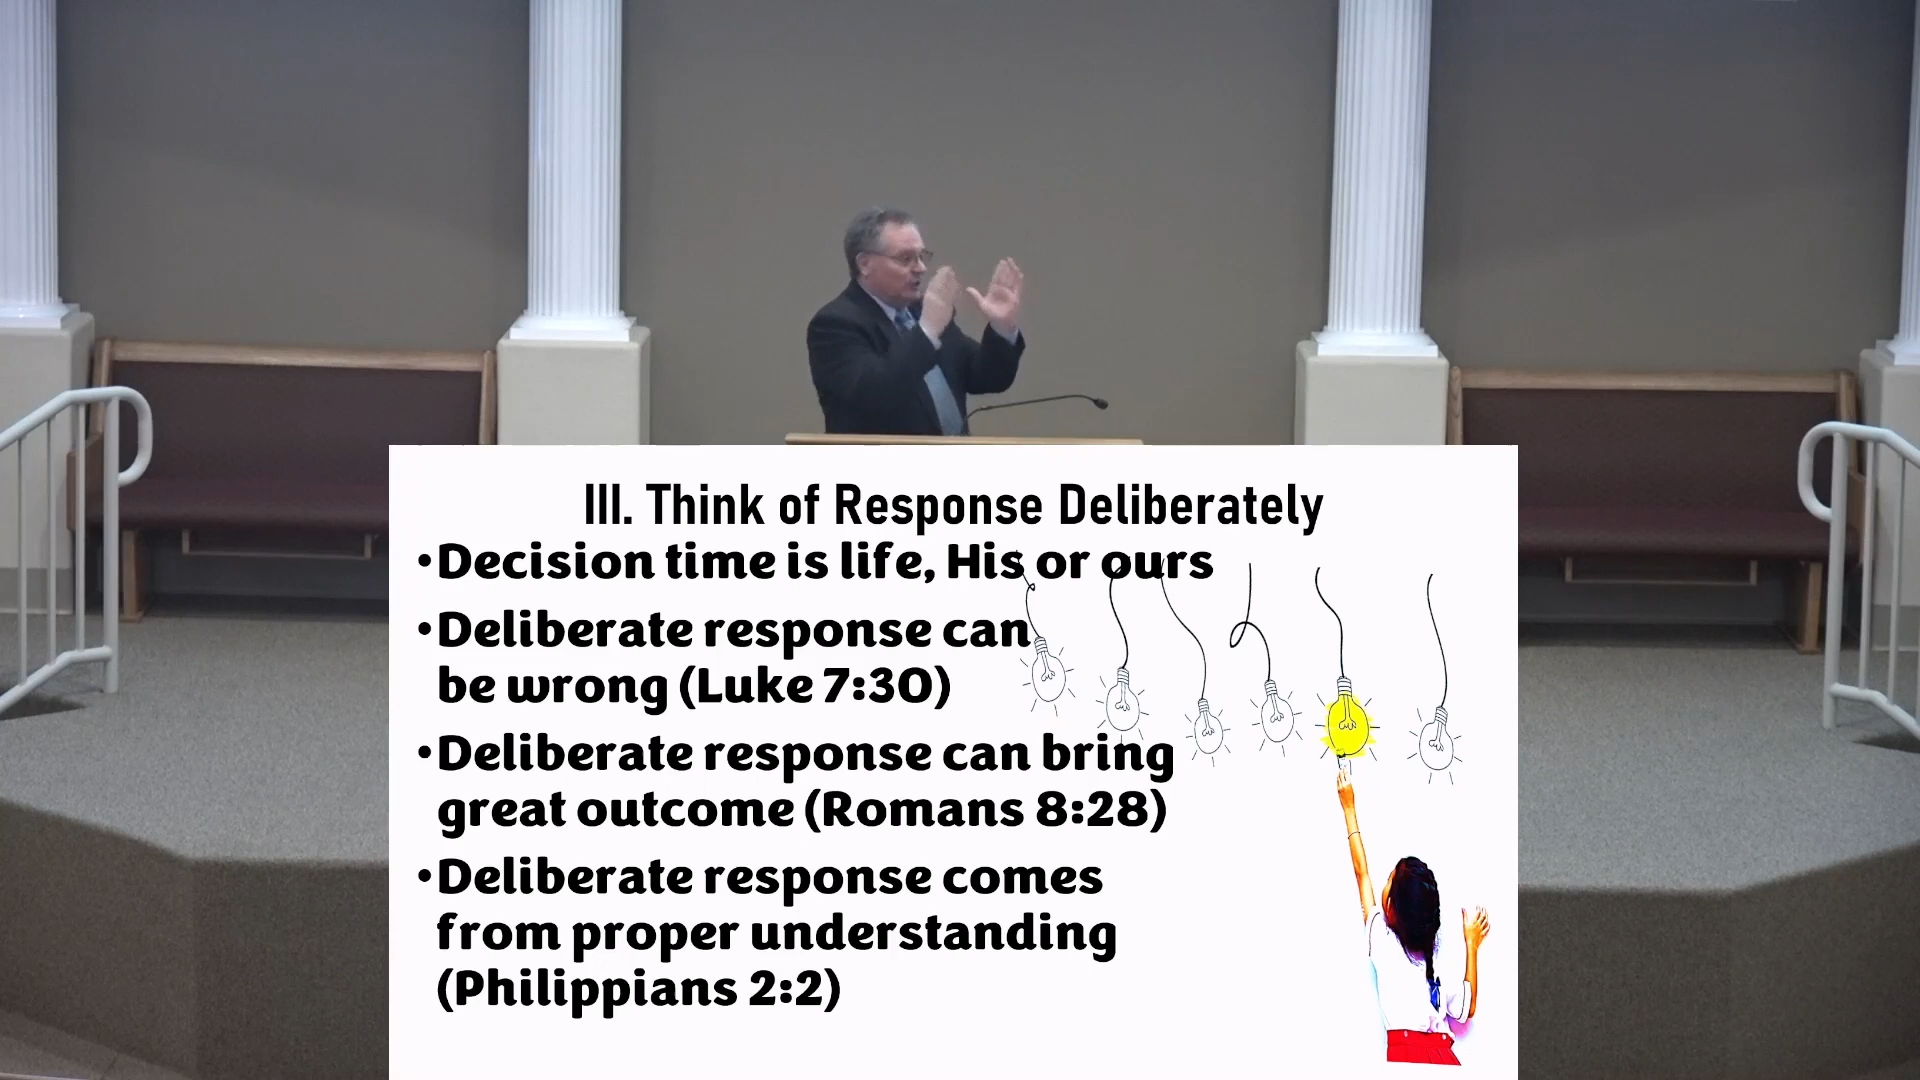 III. Think of Response Deliberately
•Decision time is life, His or ours
•Deliberate response can
be wrong (Luke 7:30)
•Deliberate response can bring
great outcome (Romans 8:28)
•Deliberate response comes
from proper understanding
(Philippians 2:2)